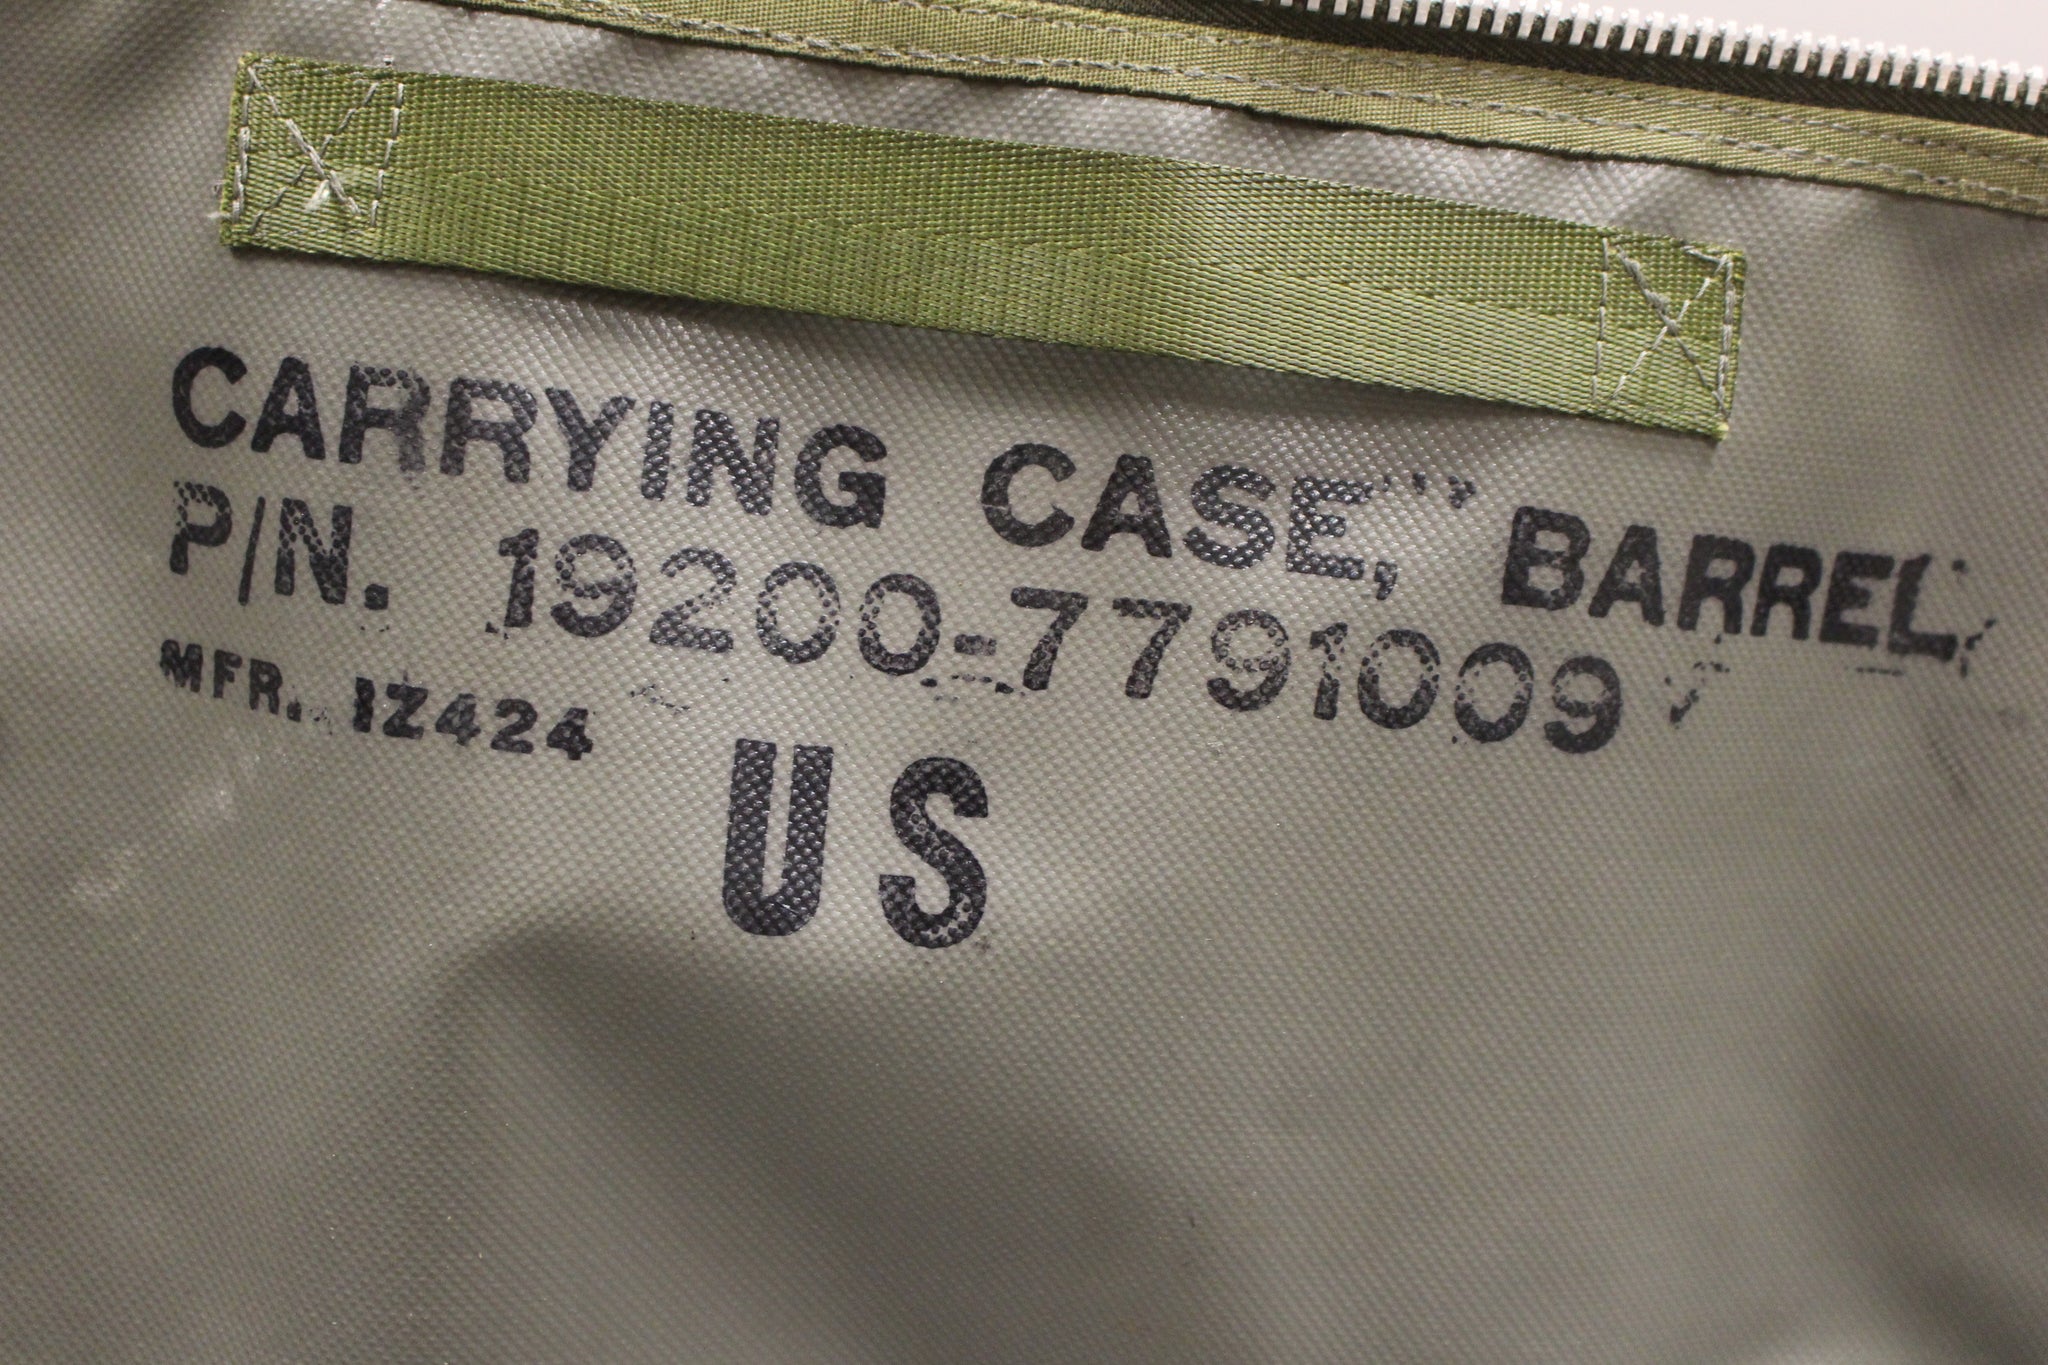 CARRYING CASE, BARREL
P/N. 19200-7791009
MFR. 1Z424
US